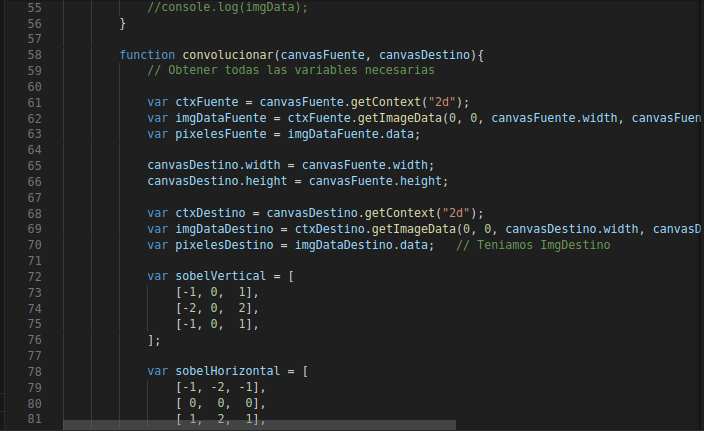 55 //console.log(imgData);
56 }
57
58 function convolucionar(canvasFuente, canvasDestino){
59 // Obtener todas las variables necesarias
60
61 var ctxFuente = canvasFuente.getContext("2d");
62 var imgDataFuente = ctxFuente.getImageData(0, 0, canvasFuente.width, canvasFuen
63 var pixelesFuente = imgDataFuente.data;
64
65 canvasDestino.width = canvasFuente.width;
66 canvasDestino.height = canvasFuente.height;
67
68 var ctxDestino = canvasDestino.getContext("2d");
69 var imgDataDestino = ctxDestino.getImageData(0, 0, canvasDestino.width, canvasD
70 var pixelesDestino = imgDataDestino.data; // Teniamos ImgDestino
71
72 var sobelVertical = [
73 [-1, 0, 1],
74 [-2, 0, 2],
75 [-1, 0, 1],
76 ];
77
78 var sobelHorizontal = [
79 [-1, -2, -1],
80 [ 0, 0, 0],
81 [ 1, 2, 1],